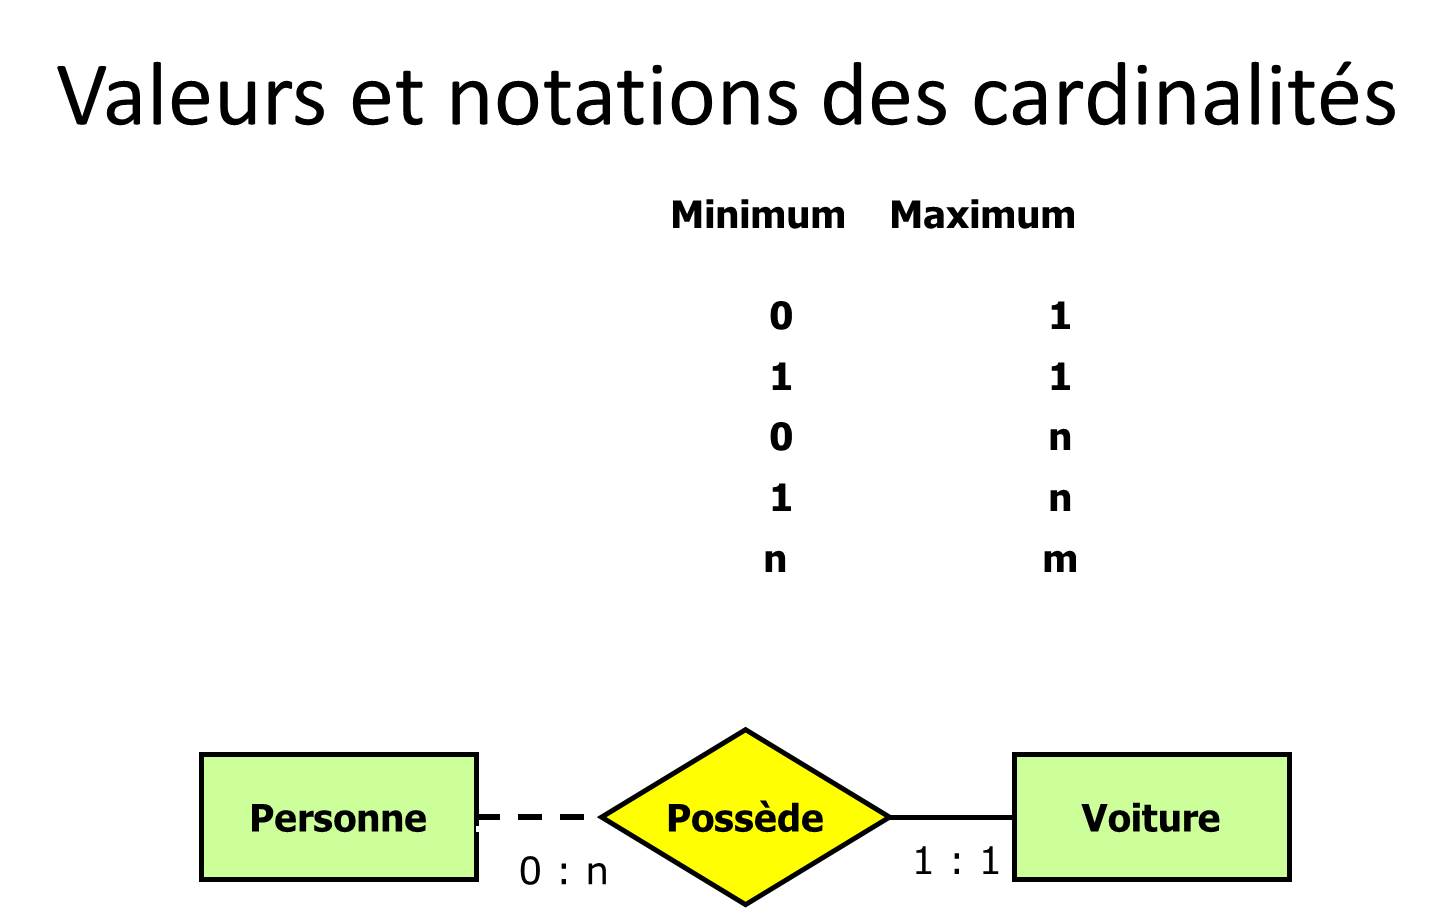 Valeurs et notations des cardinalités
Minimum Maximum
0 1
1 1
0 n
1 n
n m
Personne Possède Voiture
0 : n 1 : 1